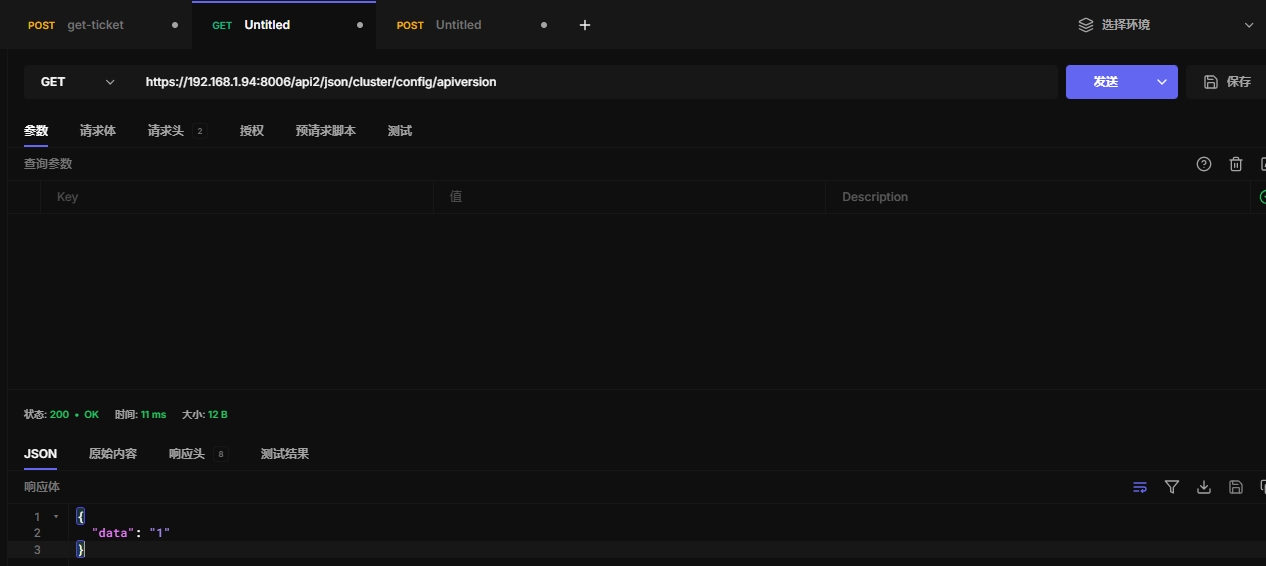 POST get-ticket GET Untitled POST Untitled 选择环境
GET https://192.168.1.94:8006/api2/json/cluster/config/apiversion 发送 保存
参数 请求体 请求头 2 授权 预请求脚本 测试
查询参数
Key 值 Description
状态: 200 • OK 时间: 11 ms 大小: 12 B
JSON 原始内容 响应头 8 测试结果
响应体
1 {
2 "data": "1"
3 }